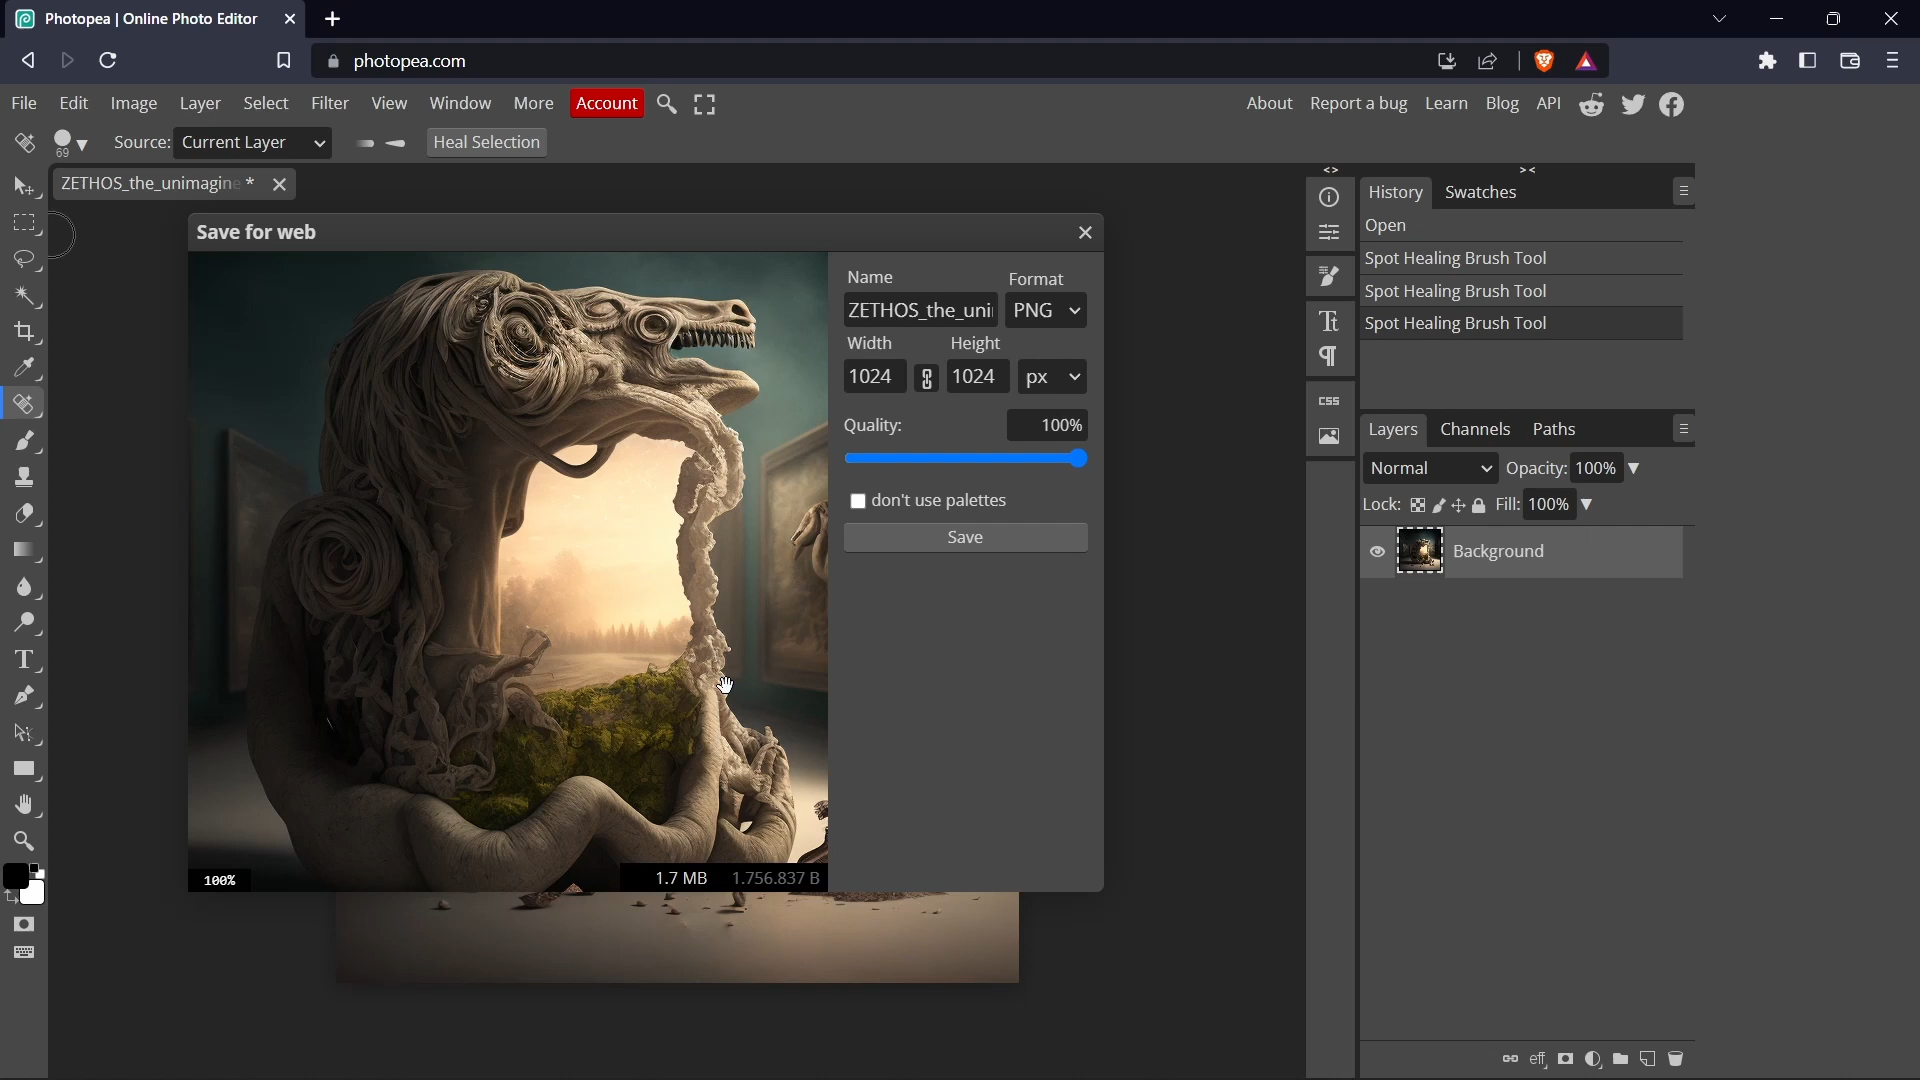 Photopea | Online Photo Editor
photopea.com
File Edit Image Layer Select Filter View Window More Account
About Report a bug Learn Blog API
69 Source: Current Layer Heal Selection
ZETHOS_the_unimagine *
Save for web
Name Format
ZETHOS_the_uni PNG
Width Height
1024 1024 px
Quality: 100%
don't use palettes
Save
100% 1.7 MB 1.756.837 B
T
History Swatches
Open
Spot Healing Brush Tool
Spot Healing Brush Tool
Spot Healing Brush Tool
CSS
Layers Channels Paths
Normal Opacity: 100%
Lock: Fill: 100%
Background
eff